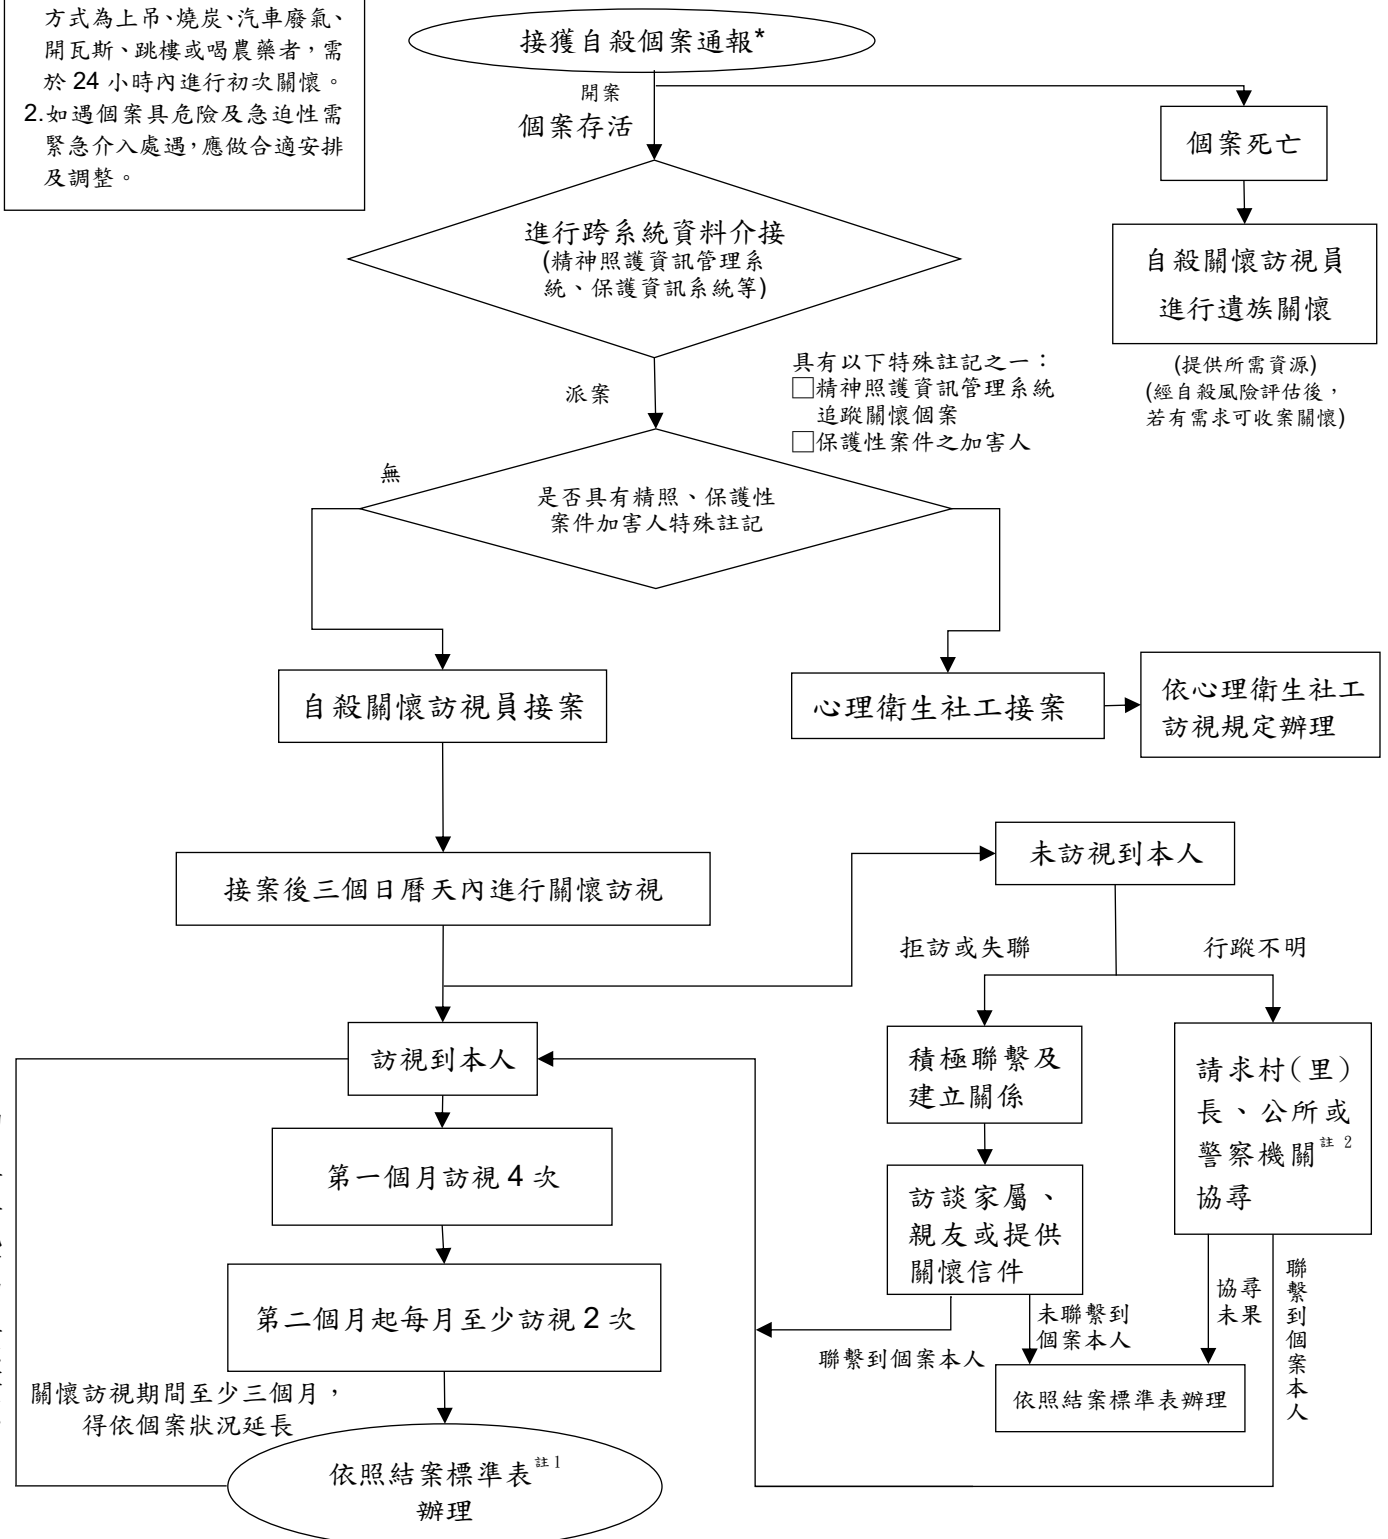 方式為上吊、燒炭、汽車廢氣、
開瓦斯、跳樓或喝農藥者，需
於 24 小時內進行初次關懷。
2.如遇個案具危險及急迫性需
緊急介入處遇，應做合適安排
及調整。
接獲自殺個案通報*
開案
個案存活
個案死亡
進行跨系統資料介接
(精神照護資訊管理系
統、保護資訊系統等)
自殺關懷訪視員
進行遺族關懷
(提供所需資源)
(經自殺風險評估後，
若有需求可收案關懷)
派案
具有以下特殊註記之一：
□精神照護資訊管理系統
追蹤關懷個案
□保護性案件之加害人
無
是否具有精照、保護性
案件加害人特殊註記
自殺關懷訪視員接案
心理衛生社工接案
依心理衛生社工
訪視規定辦理
接案後三個日曆天內進行關懷訪視
未訪視到本人
拒訪或失聯
行蹤不明
訪視到本人
積極聯繫及
建立關係
請求村(里)
長、公所或
警察機關註 2
協尋
第一個月訪視 4 次
訪談家屬、
親友或提供
關懷信件
第二個月起每月至少訪視 2 次
聯繫到個案本人
未聯繫到
個案本人
協尋
未果
聯繫到個案本人
依照結案標準表辦理
關懷訪視期間至少三個月，
得依個案狀況延長
依照結案標準表註1
辦理